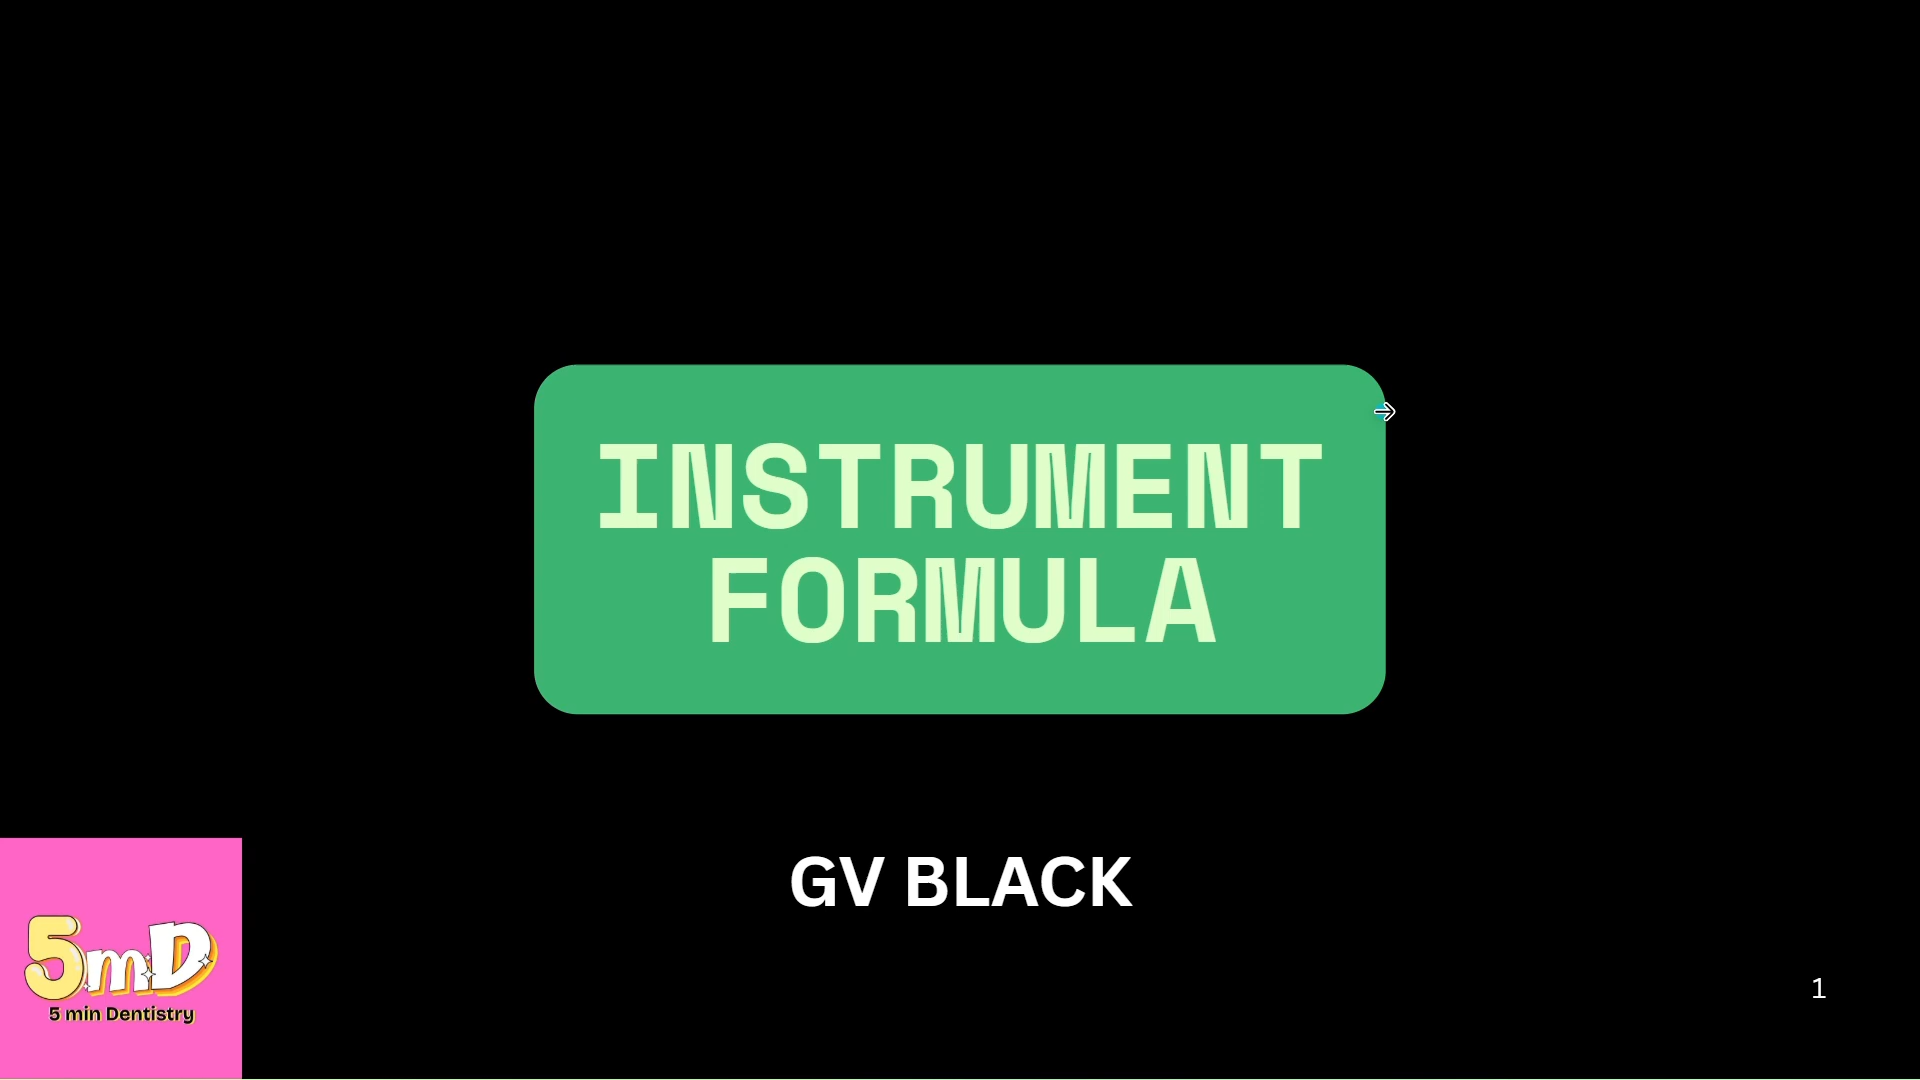 INSTRUMENT
FORMULA
GV BLACK
5mD
5 min Dentistry
1